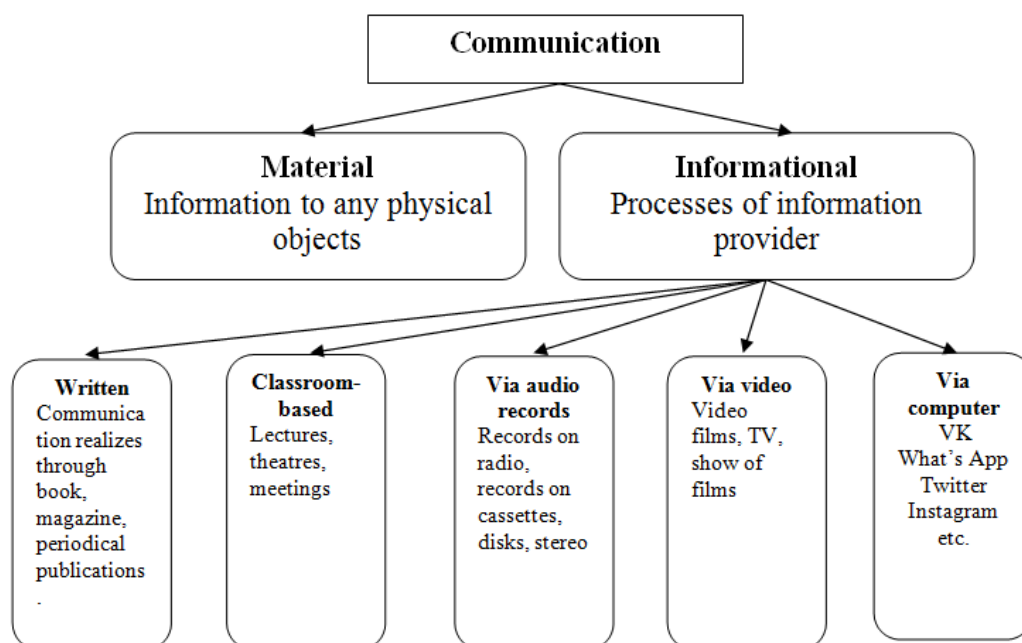 Communication
Material
Information to any physical
objects
Informational
Processes of information
provider
Written
Communica
tion realizes
through
book,
magazine,
periodical
publications
.
Classroom-
based
Lectures,
theatres,
meetings
Via audio
records
Records on
radio,
records on
cassettes,
disks, stereo
Via video
Video
films, TV,
show of
films
Via
computer
VK
What's App
Twitter
Instagram
etc.